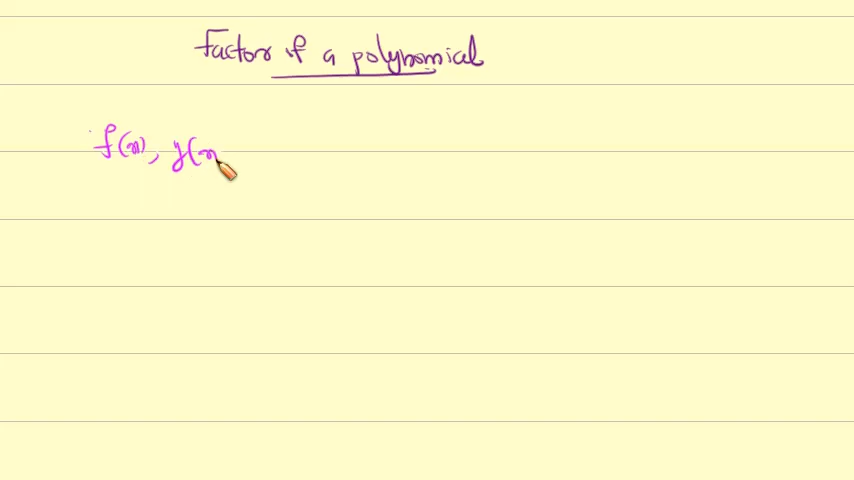 Factor of a polynomial
f(x), g(x